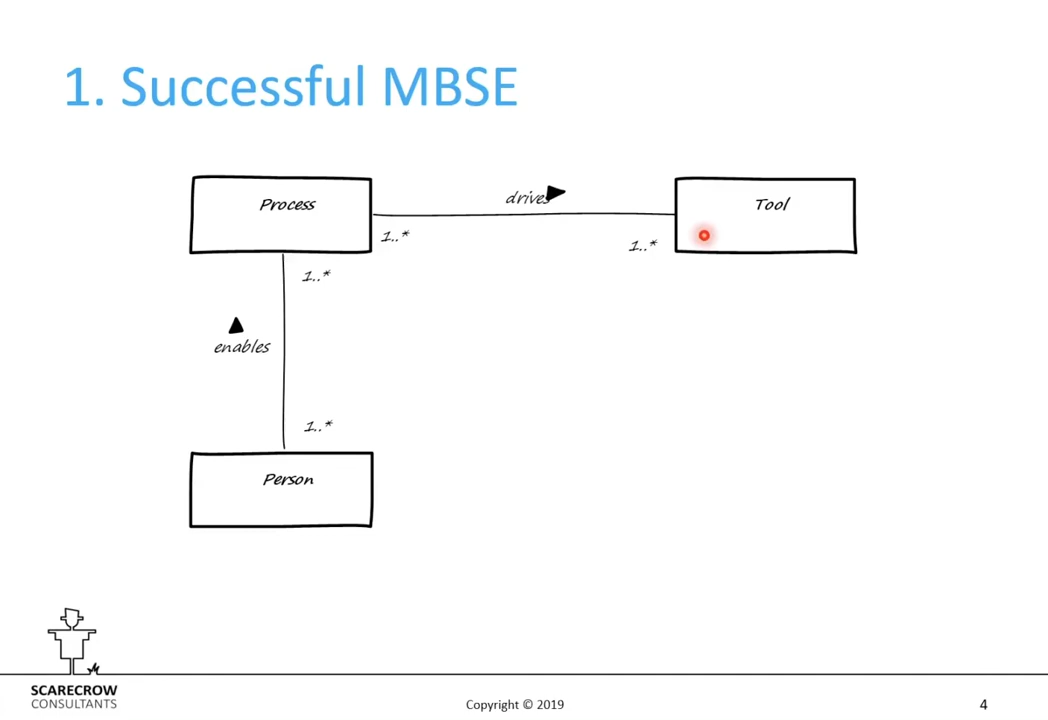 1. Successful MBSE
Process
drives
Tool
1..*
1..*
1..*
enables
1..*
Person
SCARECROW
CONSULTANTS
Copyright © 2019
4